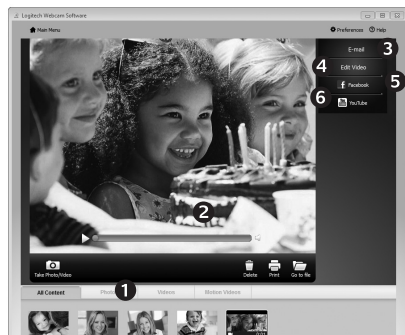 Logitech Webcam Software
Main Menu
Preferences
Help
E-mail
3
4
Edit Video
5
Facebook
6
YouTube
2
Take Photo/Video
Delete
Print
Go to file
All Content
1
Videos
Motion Videos